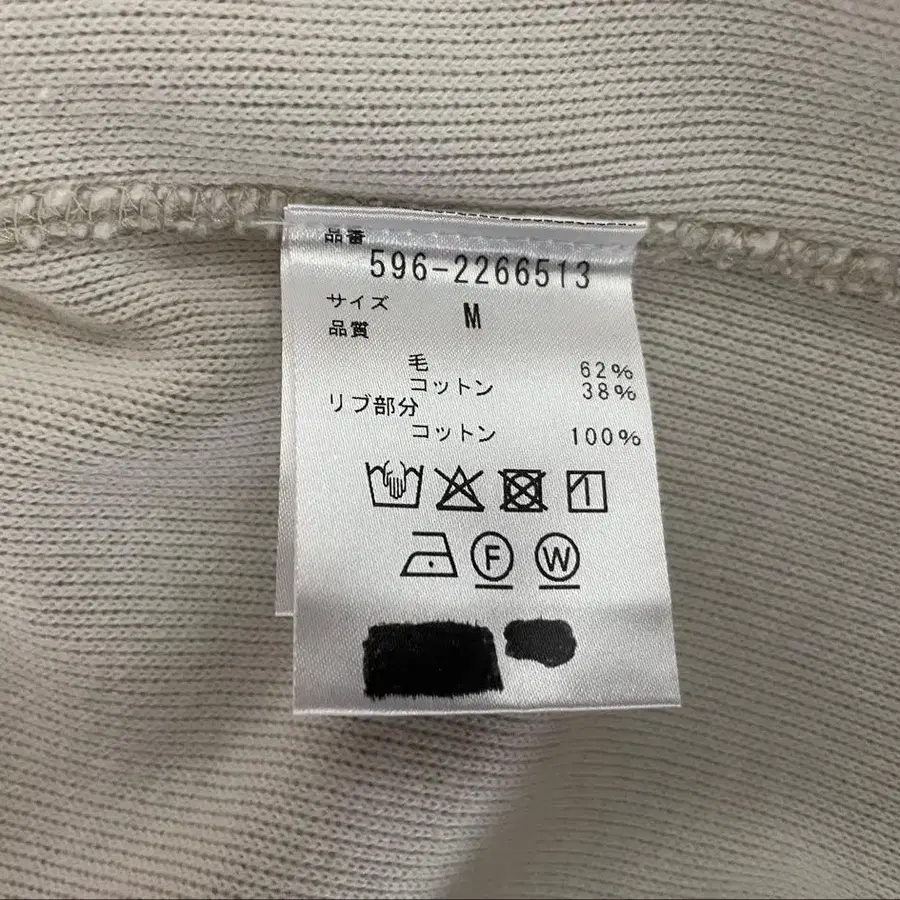 品番
596-2266513
サイズ M
品質
毛 62%
コットン 38%
リブ部分
コットン 100%
F W